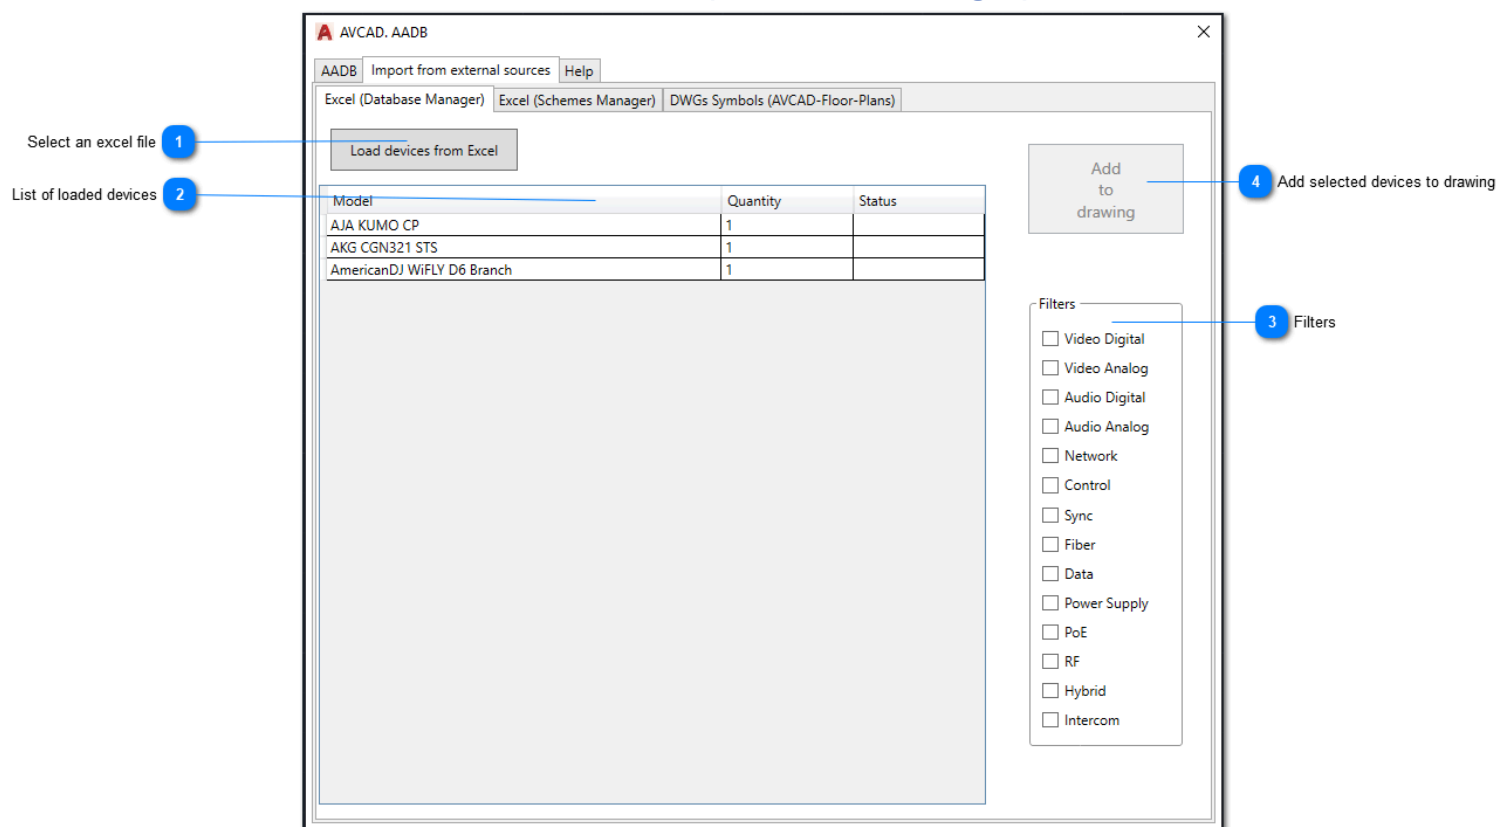 AVCAD. AADB
AADB Import from external sources Help
Excel (Database Manager) Excel (Schemes Manager) DWGs Symbols (AVCAD-Floor-Plans)
Select an excel file 1
Load devices from Excel
List of loaded devices 2
Model Quantity Status
AJA KUMO CP 1
AKG CGN321 STS 1
AmericanDJ WiFLY D6 Branch 1
Add
to
drawing
4 Add selected devices to drawing
Filters
3 Filters
Video Digital
Video Analog
Audio Digital
Audio Analog
Network
Control
Sync
Fiber
Data
Power Supply
PoE
RF
Hybrid
Intercom